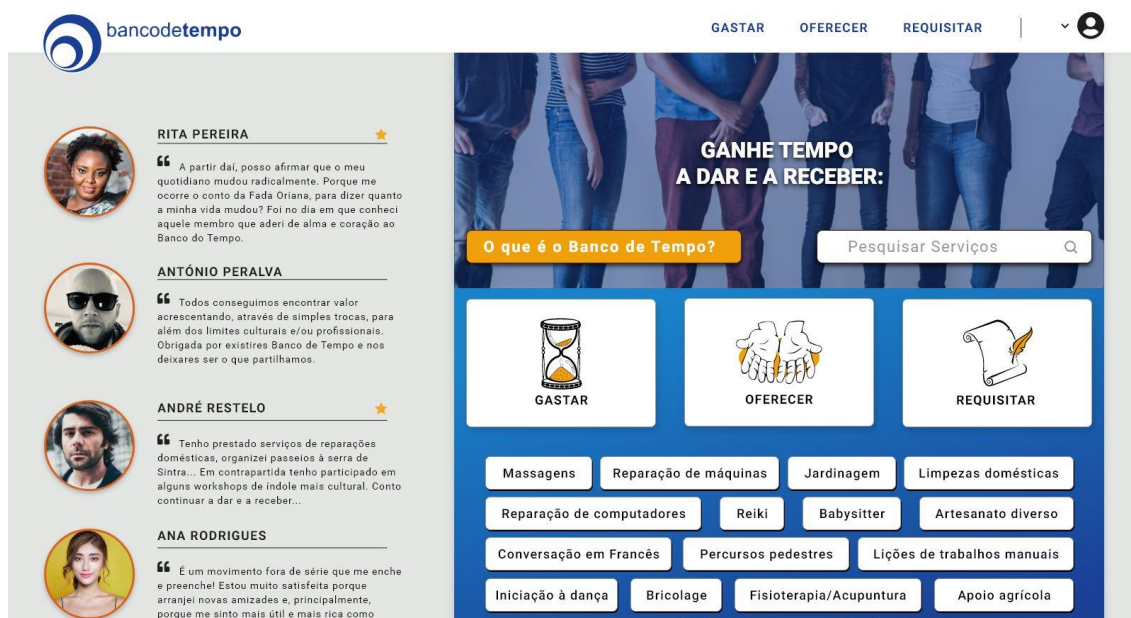 bancodetempo
GASTAR
OFERECER
REQUISITAR
RITA PEREIRA
“ A partir daí, posso afirmar que o meu
quotidiano mudou radicalmente. Porque me
ocorre o conto da Fada Oriana, para dizer quanto
a minha vida mudou? Foi no dia em que conheci
aquele membro que aderi de alma e coração ao
Banco do Tempo.
ANTÓNIO PERALVA
“ Todos conseguimos encontrar valor
acrescentando, através de simples trocas, para
além dos limites culturais e/ou profissionais.
Obrigada por existires Banco de Tempo e nos
deixares ser o que partilhamos.
ANDRÉ RESTELO
“ Tenho prestado serviços de reparações
domésticas, organizei passeios à serra de
Sintra... Em contrapartida tenho participado em
alguns workshops de índole mais cultural. Conto
continuar a dar e a receber...
ANA RODRIGUES
“ É um movimento fora de série que me enche
e preenche! Estou muito satisfeita porque
arranjei novas amizades e, principalmente,
porque me sinto mais útil e mais rica como
GANHE TEMPO
A DAR E A RECEBER:
O que é o Banco de Tempo?
Pesquisar Serviços
GASTAR
OFERECER
REQUISITAR
Massagens
Reparação de máquinas
Jardinagem
Limpezas domésticas
Reparação de computadores
Reiki
Babysitter
Artesanato diverso
Conversação em Francês
Percursos pedestres
Lições de trabalhos manuais
Iniciação à dança
Bricolage
Fisioterapia/Acupuntura
Apoio agrícola